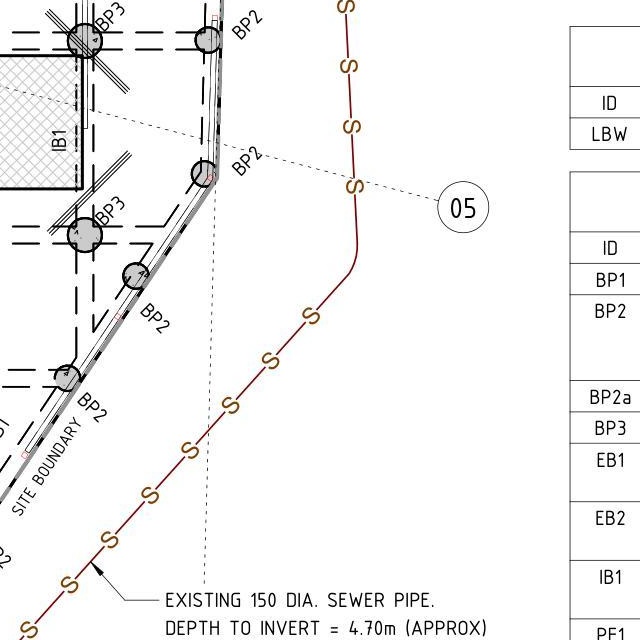 BP3
BP2
S
S
ID
S
LBW
IB1
BP2
S
05
BP3
ID
BP1
BP2
BP2
S
S
BP2a
BP2
S
BP3
S
EB1
SITE BOUNDARY
S
EB2
S
IB1
S
EXISTING 150 DIA. SEWER PIPE.
DEPTH TO INVERT = 4.70m (APPROX)
S
PF1